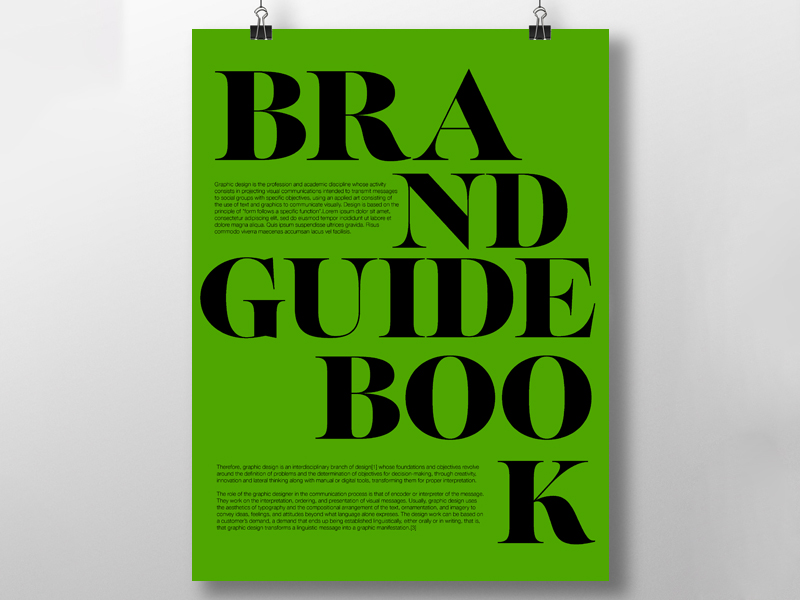 BRA
Graphic design is the profession and academic discipline whose activity
consists in projecting visual communications intended to transmit messages
to social groups with specific objectives, using an applied art consisting of
the use of text and graphics to communicate visually. Design is based on the
principle of "form follows a specific function".Lorem ipsum dolor sit amet,
consectetur adipiscing elit, sed do eiusmod tempor incididunt ut labore et
dolore magna aliqua. Quis ipsum suspendisse ultrices gravida. Risus
commodo viverra maecenas accumsan lacus vel facilisis.
ND
GUIDE
BOO
Therefore, graphic design is an interdisciplinary branch of design[1] whose foundations and objectives revolve
around the definition of problems and the determination of objectives for decision-making, through creativity,
innovation and lateral thinking along with manual or digital tools, transforming them for proper interpretation.
The role of the graphic designer in the communication process is that of encoder or interpreter of the message.
They work on the interpretation, ordering, and presentation of visual messages. Usually, graphic design uses
the aesthetics of typography and the compositional arrangement of the text, ornamentation, and imagery to
convey ideas, feelings, and attitudes beyond what language alone expresses. The design work can be based on
a customer's demand, a demand that ends up being established linguistically, either orally or in writing, that is,
that graphic design transforms a linguistic message into a graphic manifestation.[2]
K